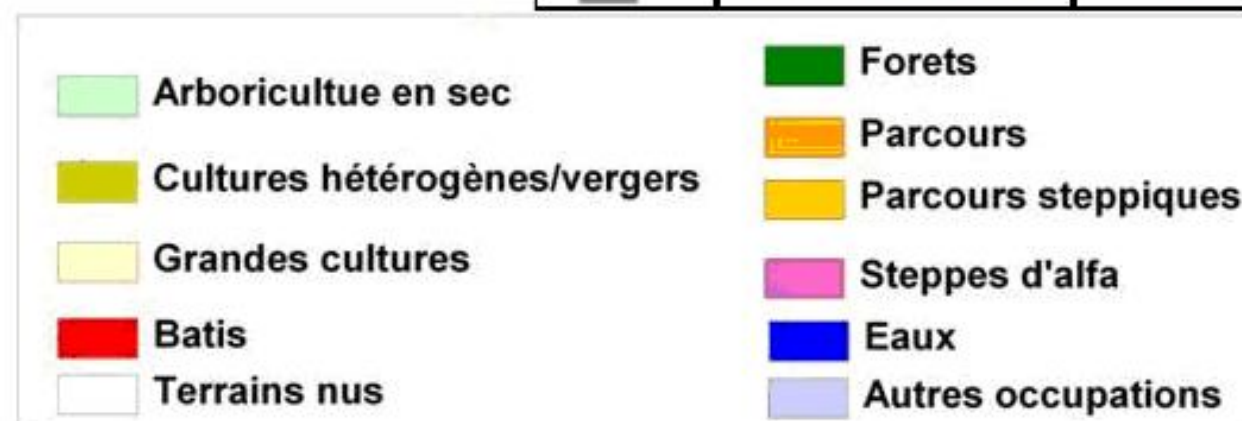 Arboricultue en sec
Cultures hétérogènes/vergers
Grandes cultures
Batis
Terrains nus
Forets
Parcours
Parcours steppiques
Steppes d'alfa
Eaux
Autres occupations